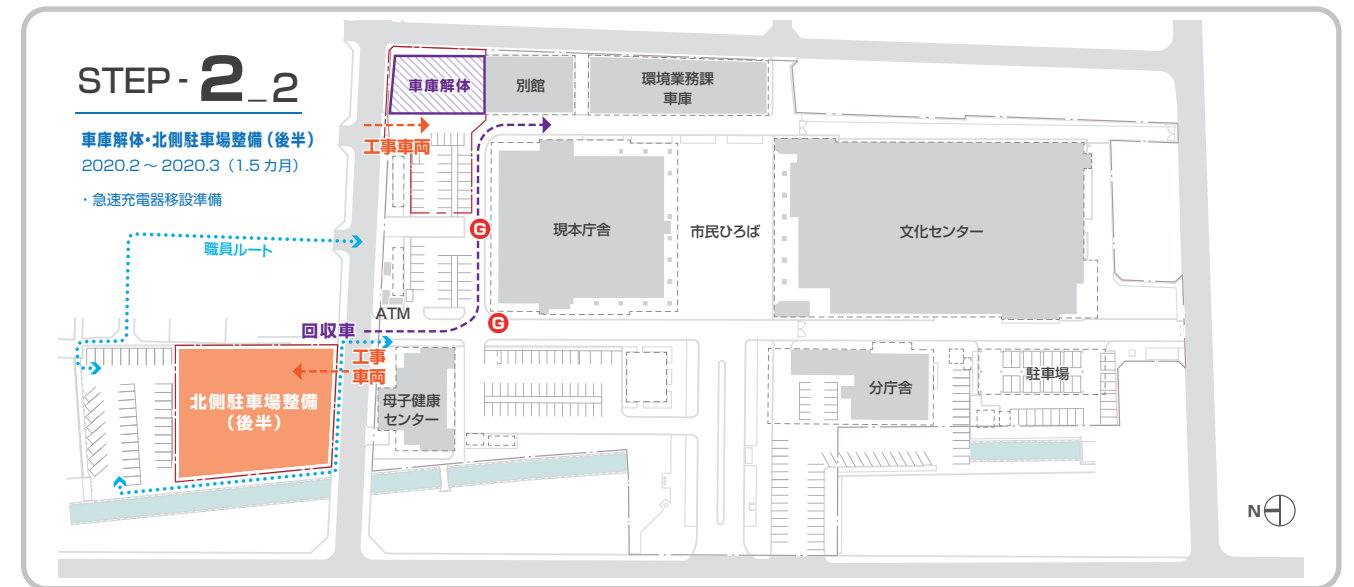 STEP - 2_2
車庫解体・北側駐車場整備(後半)
2020.2 ~ 2020.3(1.5 カ月)
・急速充電器移設準備
車庫解体
別館
環境業務課
車庫
工事車両
G
現本庁舎
市民ひろば
文化センター
職員ルート
ATM
回収車
G
工事
車両
北側駐車場整備
(後半)
母子健康
センター
分庁舎
駐車場
N